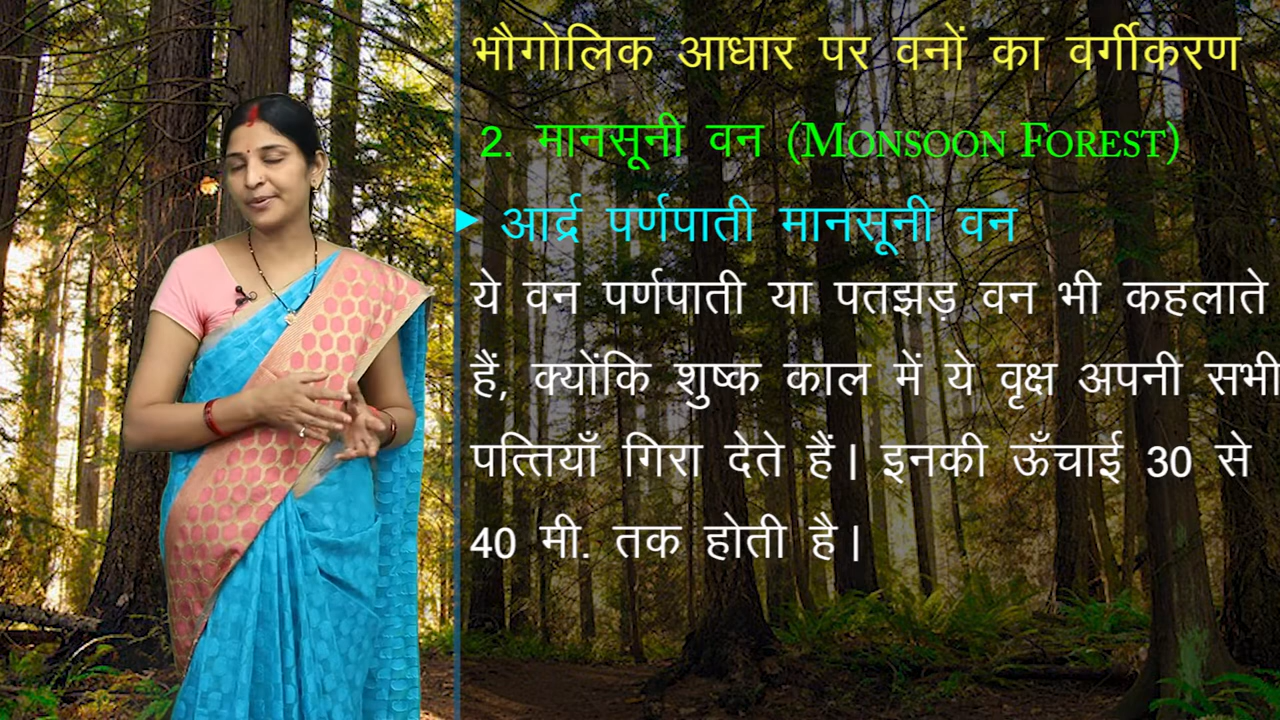 भौगोलिक आधार पर वनों का वर्गीकरण
2. मानसूनी वन (Monsoon Forest)
आर्द्र पर्णपाती मानसूनी वन
ये वन पर्णपाती या पतझड़ वन भी कहलाते
हैं, क्योंकि शुष्क काल में ये वृक्ष अपनी सभी
पत्तियाँ गिरा देते हैं| इनकी ऊँचाई 30 से
40 मी. तक होती है|